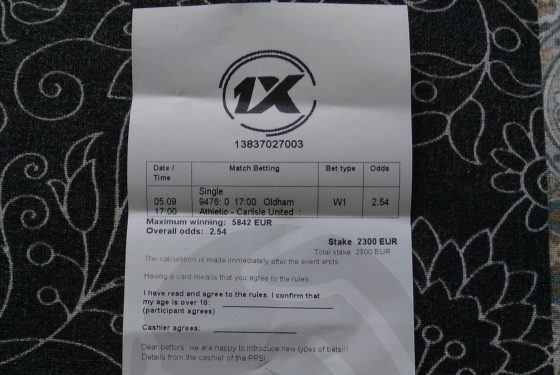 1X
13837027003
Date / Time Match Betting Bet type Odds
Single
05.09 9476: 0 17:00 Oldham W1 2.54
17:00 Athletic - Carlisle United :
Maximum winning: 5842 EUR
Overall odds: 2.54
Stake 2300 EUR
Total stake 2300 EUR
The calculation is made immediately after the event ends.
Having a card means that you agree to the rules.
I have read and agree to the rules. I confirm that
my age is over 18:
(participant agrees)
Cashier agrees:
Dear bettors, we are happy to introduce new types of bets!!!
Details from the cashier of the PPS!